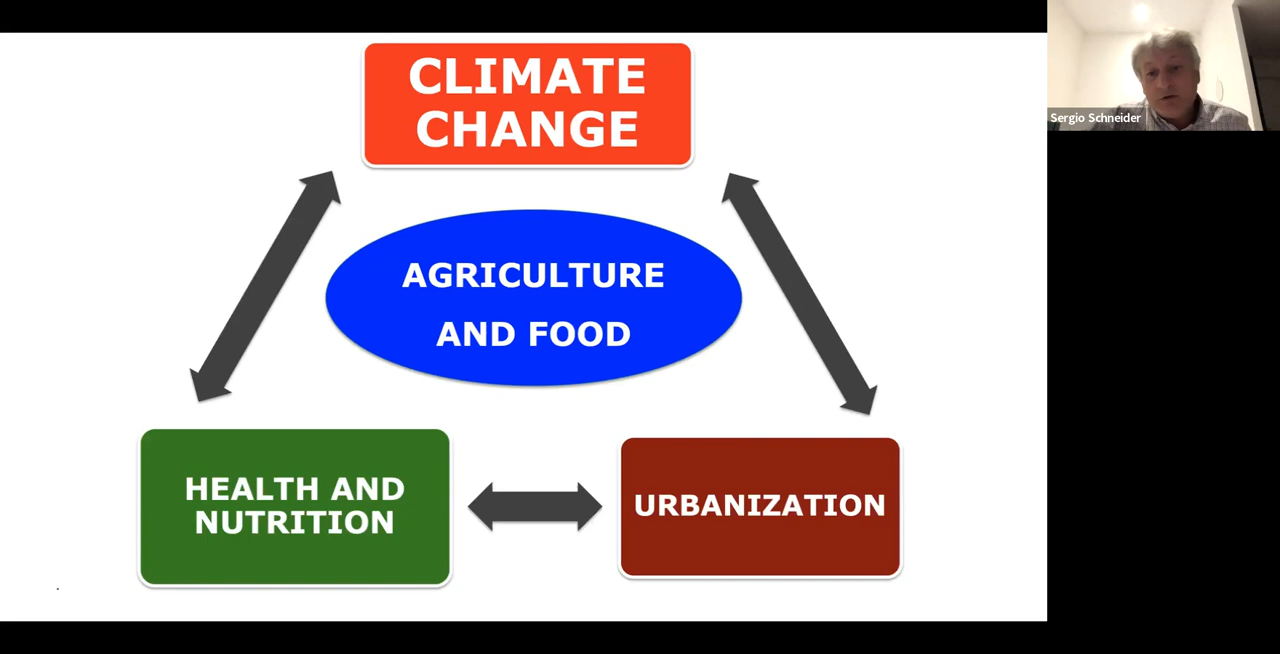 CLIMATE
CHANGE
Sergio Schneider
AGRICULTURE
AND FOOD
HEALTH AND
NUTRITION
URBANIZATION
.